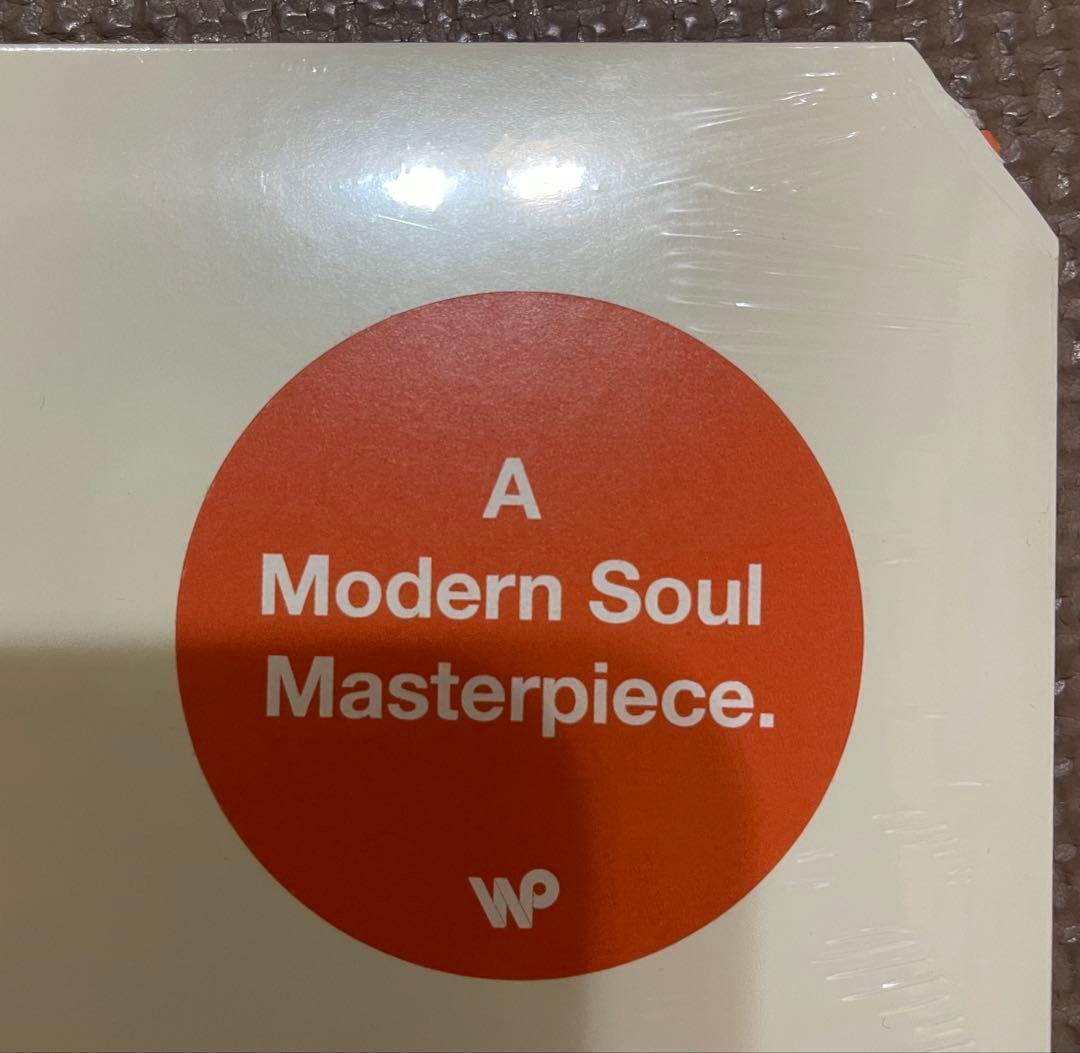 A
Modern Soul
Masterpiece.
WP